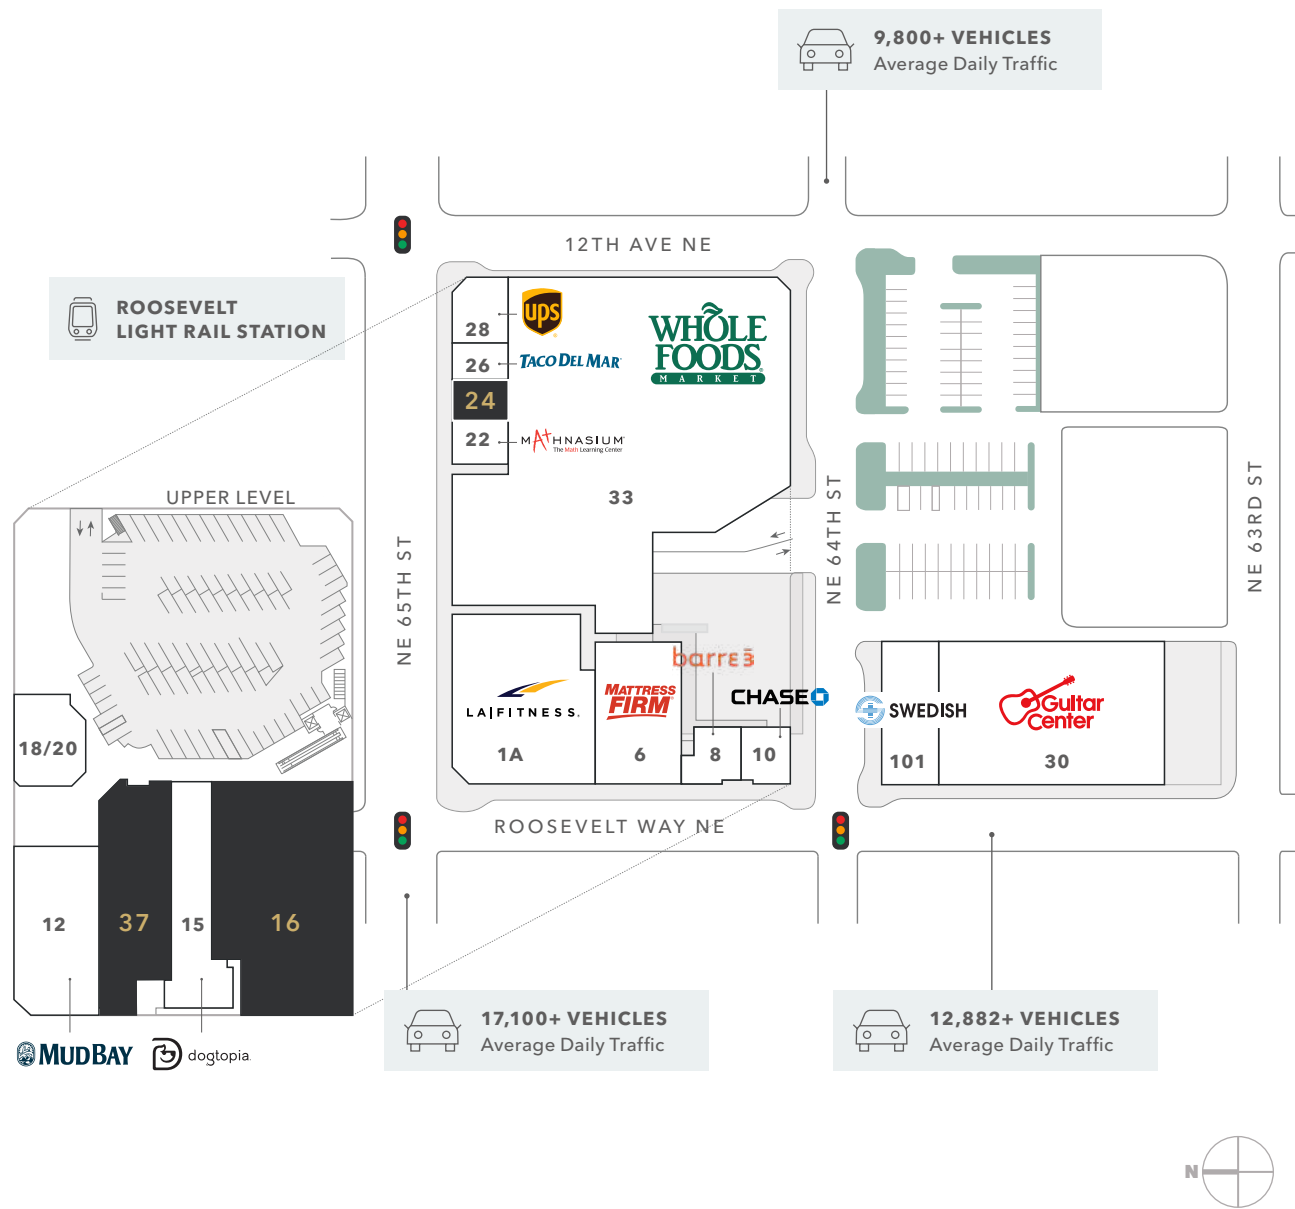 9,800+ VEHICLES
Average Daily Traffic
12TH AVE NE
ROOSEVELT
LIGHT RAIL STATION
28
ups
26
TACO DEL MAR
24
22
MATHNASIUM
The Math Learning Center
WHOLE
FOODS
MARKET
33
UPPER LEVEL
NE 65TH ST
NE 64TH ST
NE 63RD ST
18/20
12
37
15
16
MUD BAY
dogtopia
LA|FITNESS.
1A
MATTRESS
FIRM
6
barre3
8
CHASE
10
SWEDISH
101
Guitar
Center
30
ROOSEVELT WAY NE
17,100+ VEHICLES
Average Daily Traffic
12,882+ VEHICLES
Average Daily Traffic
N